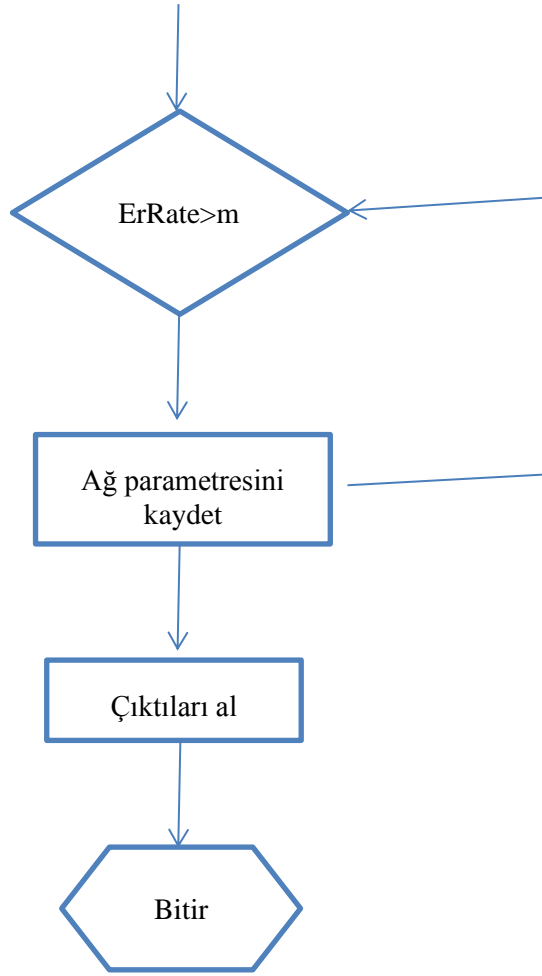 ErRate>m
Ağ parametresini
kaydet
Çıktıları al
Bitir